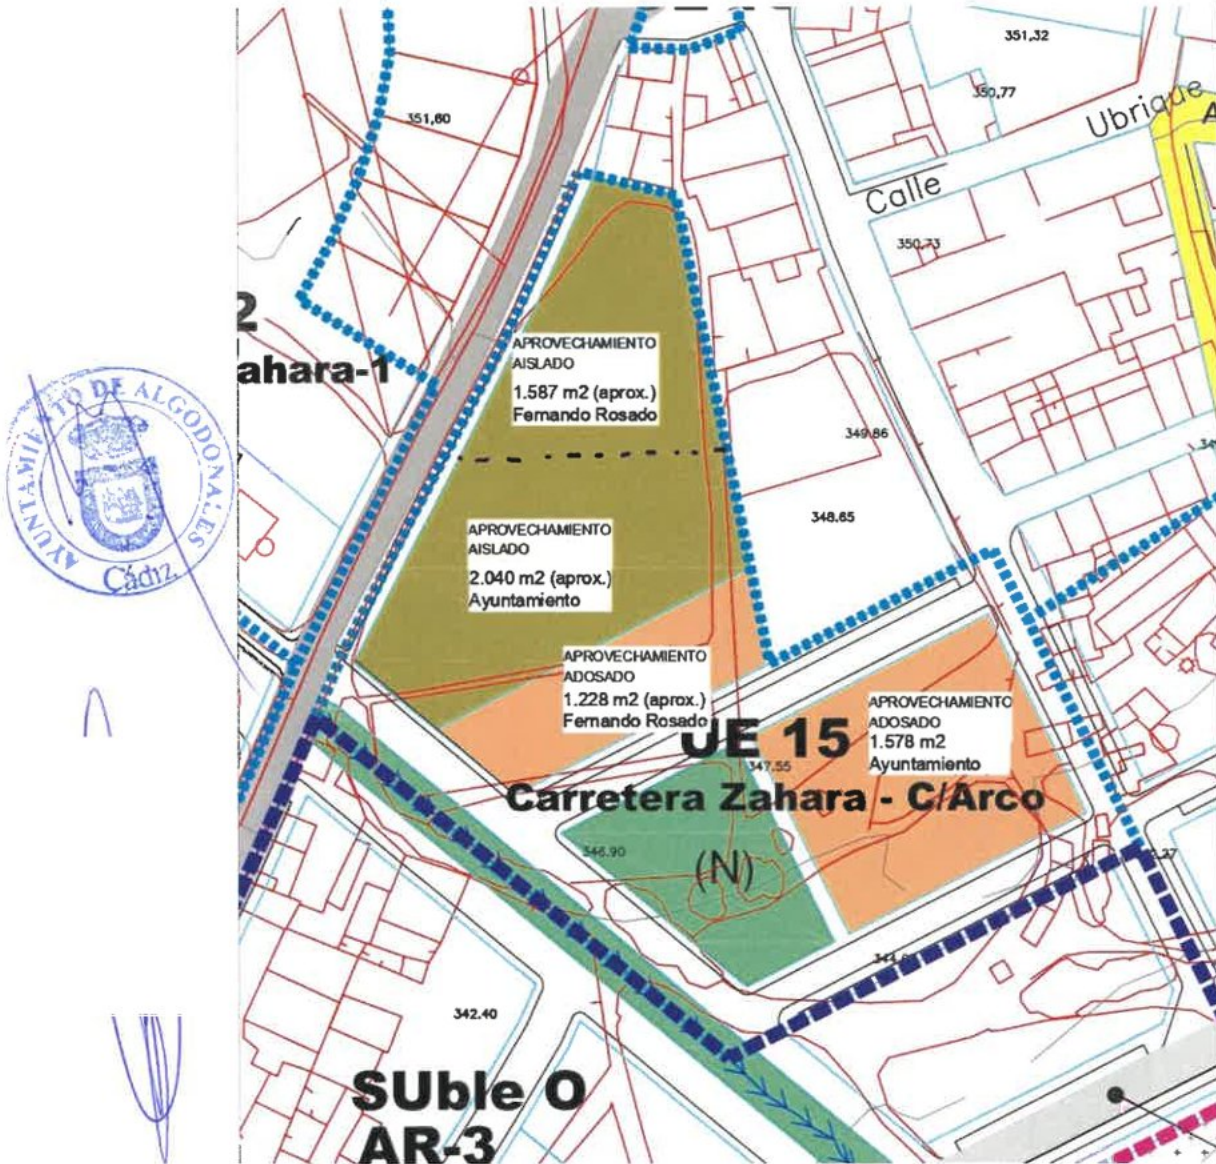 351,32
350,77
Ubrique
Calle
351,60
350,73
2
ahara-1
APROVECHAMIENTO
AISLADO
1.587 m2 (aprox.)
Fernando Rosado
AYUNTAMIENTO DE ALGODONALES
Cádiz
349,86
348.65
APROVECHAMIENTO
AISLADO
2.040 m2 (aprox.)
Ayuntamiento
APROVECHAMIENTO
ADOSADO
1.228 m2 (aprox.)
Fernando Rosado
APROVECHAMIENTO
ADOSADO
1.578 m2
Ayuntamiento
UE 15
347.55
Carretera Zahara - C/Arco
346.90
(N)
342.40
SUble O
AR-3